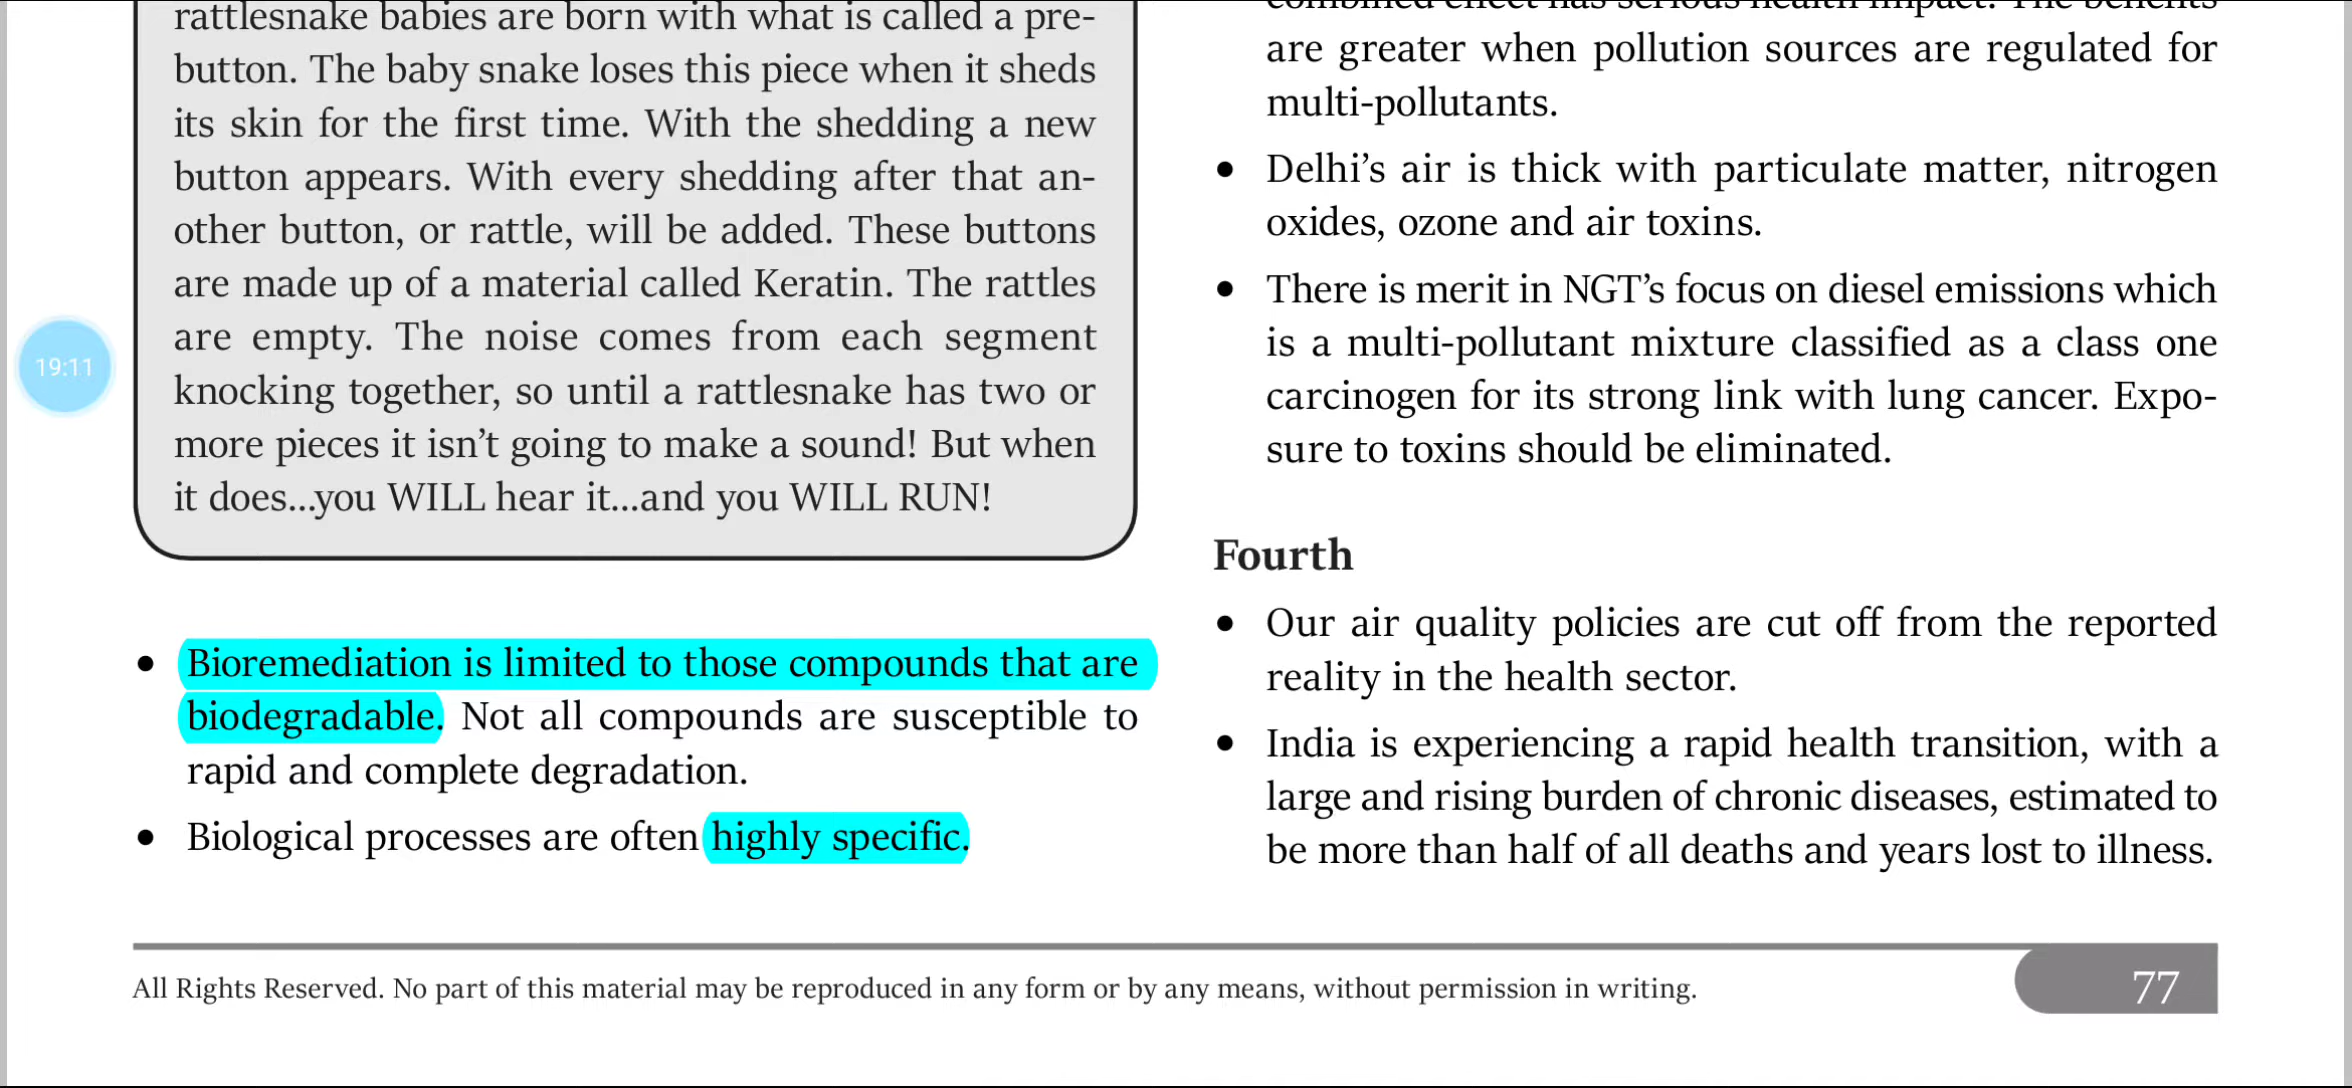 rattlesnake babies are born with what is called a pre-
button. The baby snake loses this piece when it sheds
its skin for the first time. With the shedding a new
button appears. With every shedding after that an-
other button, or rattle, will be added. These buttons
are made up of a material called Keratin. The rattles
are empty. The noise comes from each segment
knocking together, so until a rattlesnake has two or
more pieces it isn't going to make a sound! But when
it does...you WILL hear it...and you WILL RUN!
19:11
• Bioremediation is limited to those compounds that are
biodegradable. Not all compounds are susceptible to
rapid and complete degradation.
• Biological processes are often highly specific.
combined effect has serious health impact. The benefits
are greater when pollution sources are regulated for
multi-pollutants.
• Delhi's air is thick with particulate matter, nitrogen
oxides, ozone and air toxins.
• There is merit in NGT's focus on diesel emissions which
is a multi-pollutant mixture classified as a class one
carcinogen for its strong link with lung cancer. Expo-
sure to toxins should be eliminated.
Fourth
• Our air quality policies are cut off from the reported
reality in the health sector.
• India is experiencing a rapid health transition, with a
large and rising burden of chronic diseases, estimated to
be more than half of all deaths and years lost to illness.
All Rights Reserved. No part of this material may be reproduced in any form or by any means, without permission in writing.
77